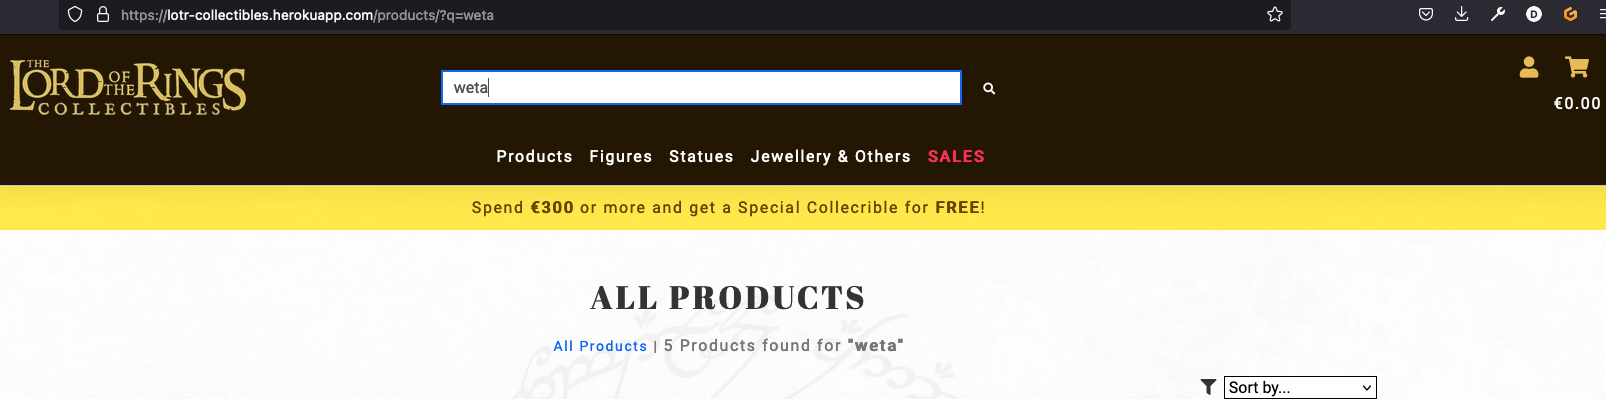 https://lotr-collectibles.herokuapp.com/products/?q=weta
D
THE
LORD OF THE RINGS
COLLECTIBLES
weta
€0.00
Products Figures Statues Jewellery & Others SALES
Spend €300 or more and get a Special Collecrible for FREE!
ALL PRODUCTS
All Products | 5 Products found for "weta"
Sort by...